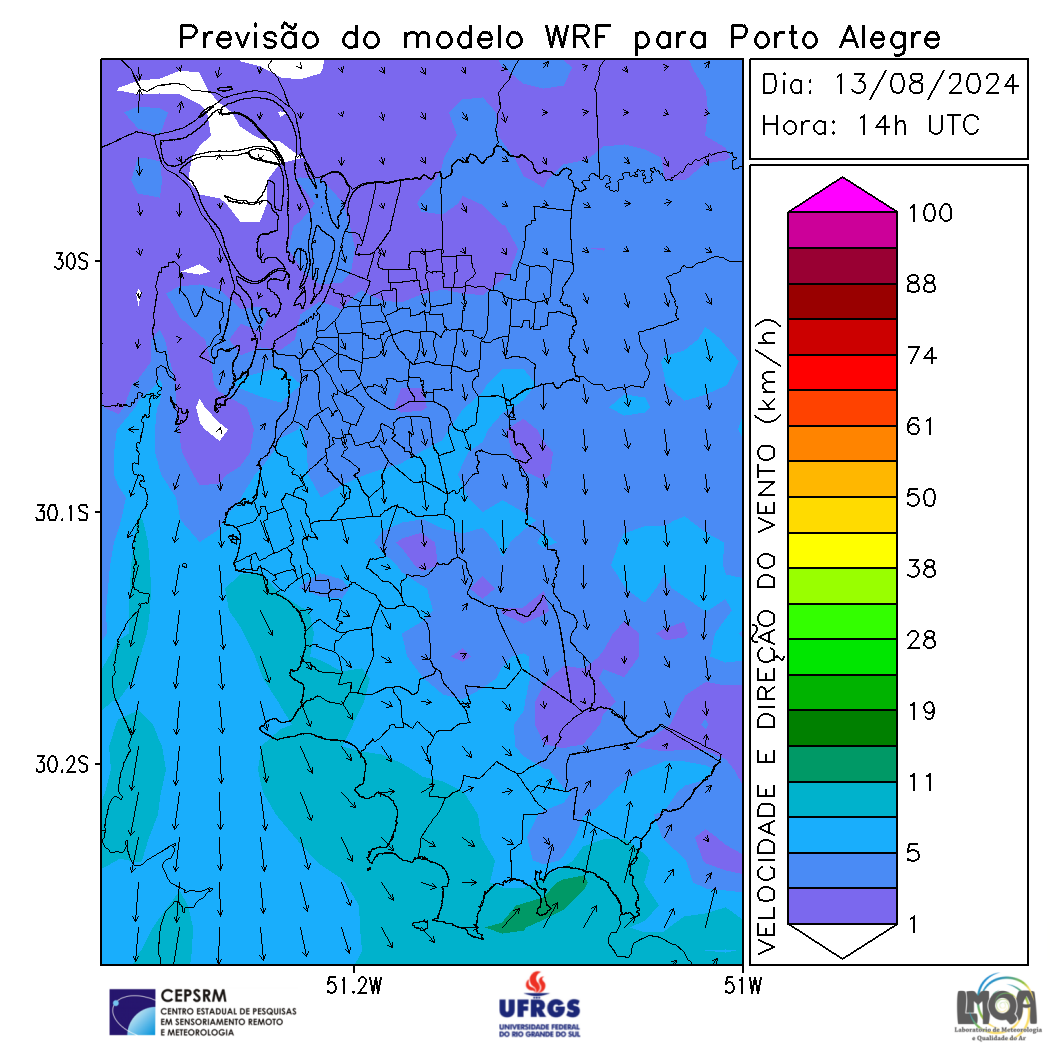 Previsão do modelo WRF para Porto Alegre
Dia: 13/08/2024
Hora: 14h UTC
30S
30.1S
30.2S
51.2W
51W
VELOCIDADE E DIREÇÃO DO VENTO (km/h)
100
88
74
61
50
38
28
19
11
5
1
CEPSRM
CENTRO ESTADUAL DE PESQUISAS
EM SENSORIAMENTO REMOTO
E METEOROLOGIA
UFRGS
UNIVERSIDADE FEDERAL
DO RIO GRANDE DO SUL
LMQA
Laboratório de Meteorologia
e Qualidade do Ar